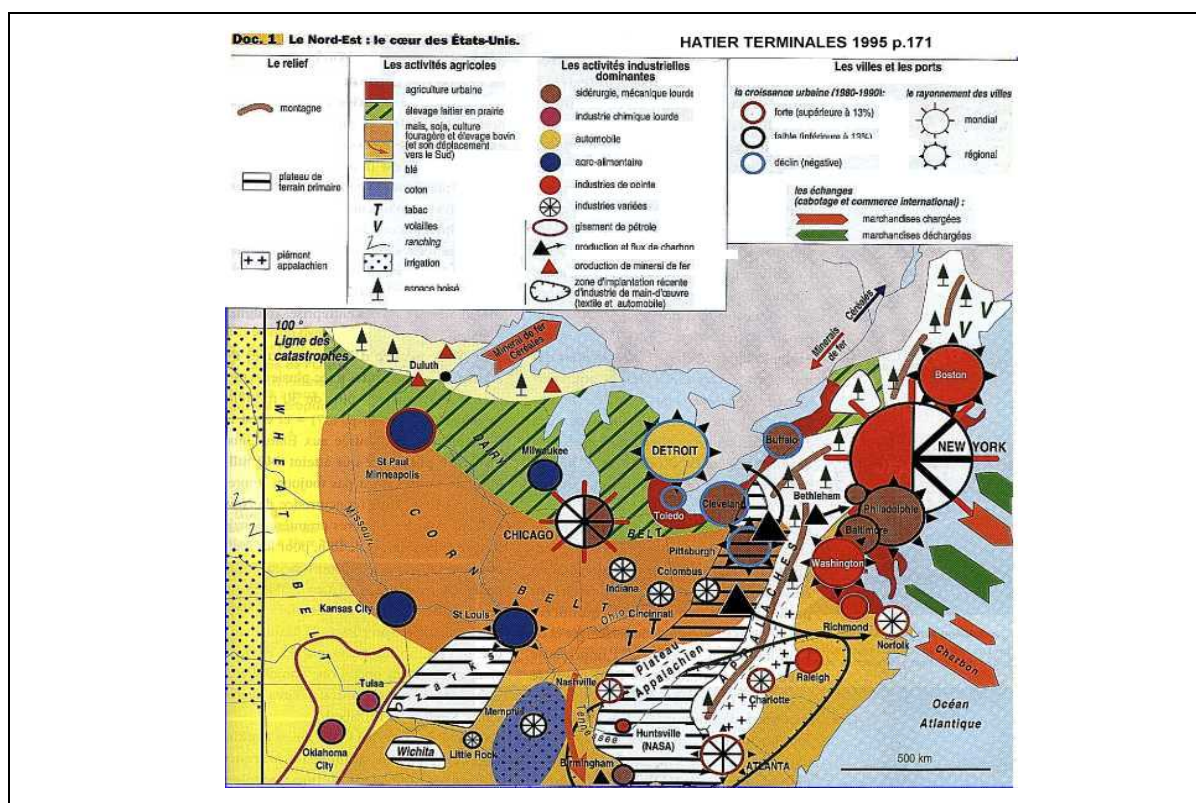 Doc. 1 Le Nord-Est : le cœur des États-Unis.
HATIER TERMINALES 1995 p.171
Le relief
montagne
plateau de
terrain primaire
piémont
appalachien
Les activités agricoles
agriculture urbaine
élevage laitier en prairie
maïs, soja, culture
fouragère et élevage bovin
(et son déplacement
vers le Sud)
blé
coton
T tabac
V volailles
ranching
irrigation
espace boisé
Les activités industrielles
dominantes
sidérurgie, mécanique lourde
industrie chimique lourde
automobile
agro-alimentaire
industries de pointe
industries variées
gisement de pétrole
production et flux de charbon
production de minerai de fer
zone d'implantation récente
d'industrie de main-d'œuvre
(textile et automobile)
Les villes et les ports
la croissance urbaine (1980-1990):
forte (supérieure à 13%)
faible (inférieure à 13%)
déclin (négative)
le rayonnement des villes
mondial
régional
les échanges
(cabotage et commerce international) :
marchandises chargées
marchandises déchargées
100°
Ligne des
catastrophes
Duluth
Minerai de fer
Céréales
Céréales
Minerais
de fer
V
V
Boston
WHEAT BEL
St Paul
Minneapolis
DAIRY
BELT
Milwaukee
DETROIT
Buffalo
NEW YORK
Toledo
Cleveland
Bethleham
Philadelphie
Baltimore
CHICAGO
Missouri
CORN BELT
Pittsburgh
Washington
Indiana
Colombus
Cincinnati
Ohio
Kansas City
St Louis
T T
APPALACHES
Richmond
Norfolk
Charbon
Ozarks
Plateau
Appalachien
Nashville
T
Raleigh
Charlotte
Tulsa
Memphis
Tennessee
Océan
Atlantique
Oklahoma
City
Wichita
Little Rock
Huntsville
(NASA)
Birmingham
ATLANTA
500 km